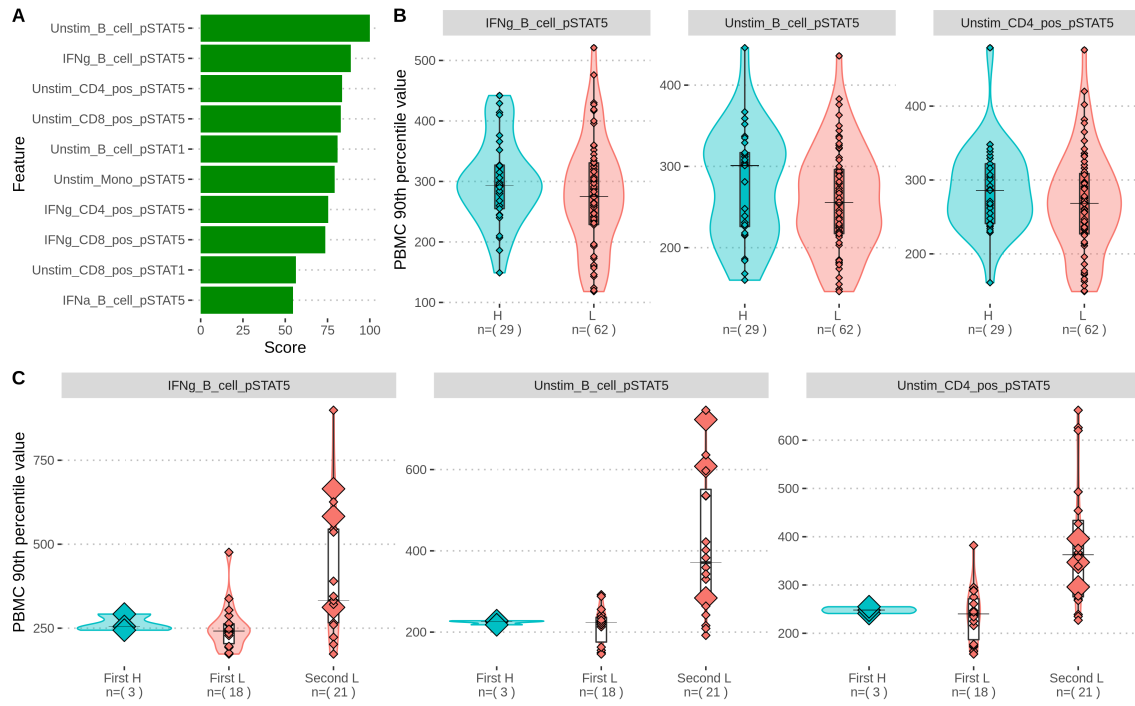 A
Unstim_B_cell_pSTAT5
IFNg_B_cell_pSTAT5
Unstim_CD4_pos_pSTAT5
Unstim_CD8_pos_pSTAT5
Unstim_B_cell_pSTAT1
Unstim_Mono_pSTAT5
IFNg_CD4_pos_pSTAT5
IFNg_CD8_pos_pSTAT5
Unstim_CD8_pos_pSTAT1
IFNa_B_cell_pSTAT5
Feature
0 25 50 75 100
Score
B
PBMC 90th percentile value
IFNg_B_cell_pSTAT5
500
400
300
200
100
H L
n=( 29 ) n=( 62 )
Unstim_B_cell_pSTAT5
400
300
200
H L
n=( 29 ) n=( 62 )
Unstim_CD4_pos_pSTAT5
400
300
200
H L
n=( 29 ) n=( 62 )
C
PBMC 90th percentile value
IFNg_B_cell_pSTAT5
750
500
250
First H First L Second L
n=( 3 ) n=( 18 ) n=( 21 )
Unstim_B_cell_pSTAT5
600
400
200
First H First L Second L
n=( 3 ) n=( 18 ) n=( 21 )
Unstim_CD4_pos_pSTAT5
600
500
400
300
200
First H First L Second L
n=( 3 ) n=( 18 ) n=( 21 )